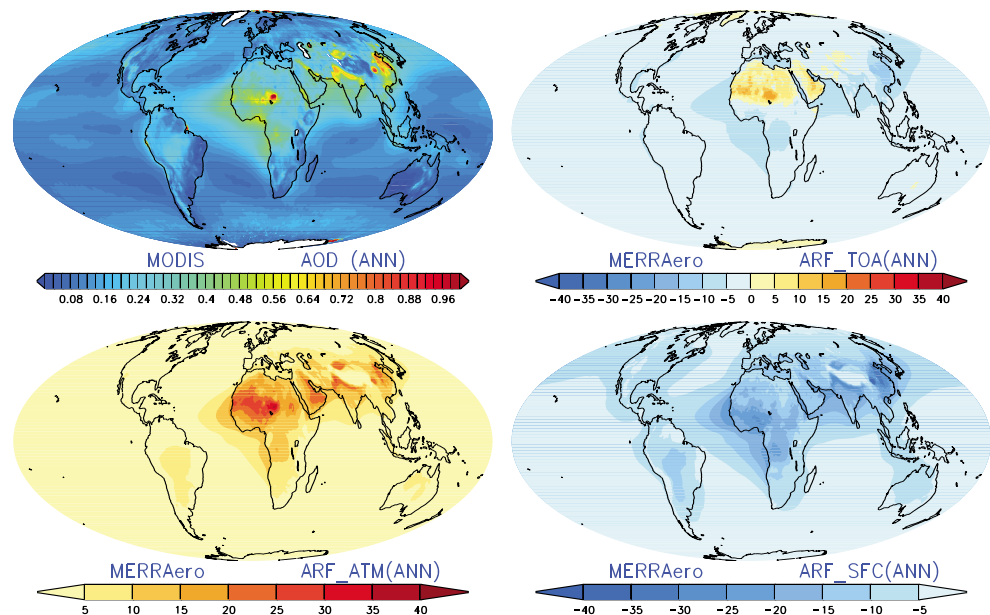 MODIS AOD (ANN)
0.08 0.16 0.24 0.32 0.4 0.48 0.56 0.64 0.72 0.8 0.88 0.96
MERRAero ARF_TOA(ANN)
-40 -35 -30 -25 -20 -15 -10 -5 0 5 10 15 20 25 30 35 40
MERRAero ARF_ATM(ANN)
5 10 15 20 25 30 35 40
MERRAero ARF_SFC(ANN)
-40 -35 -30 -25 -20 -15 -10 -5